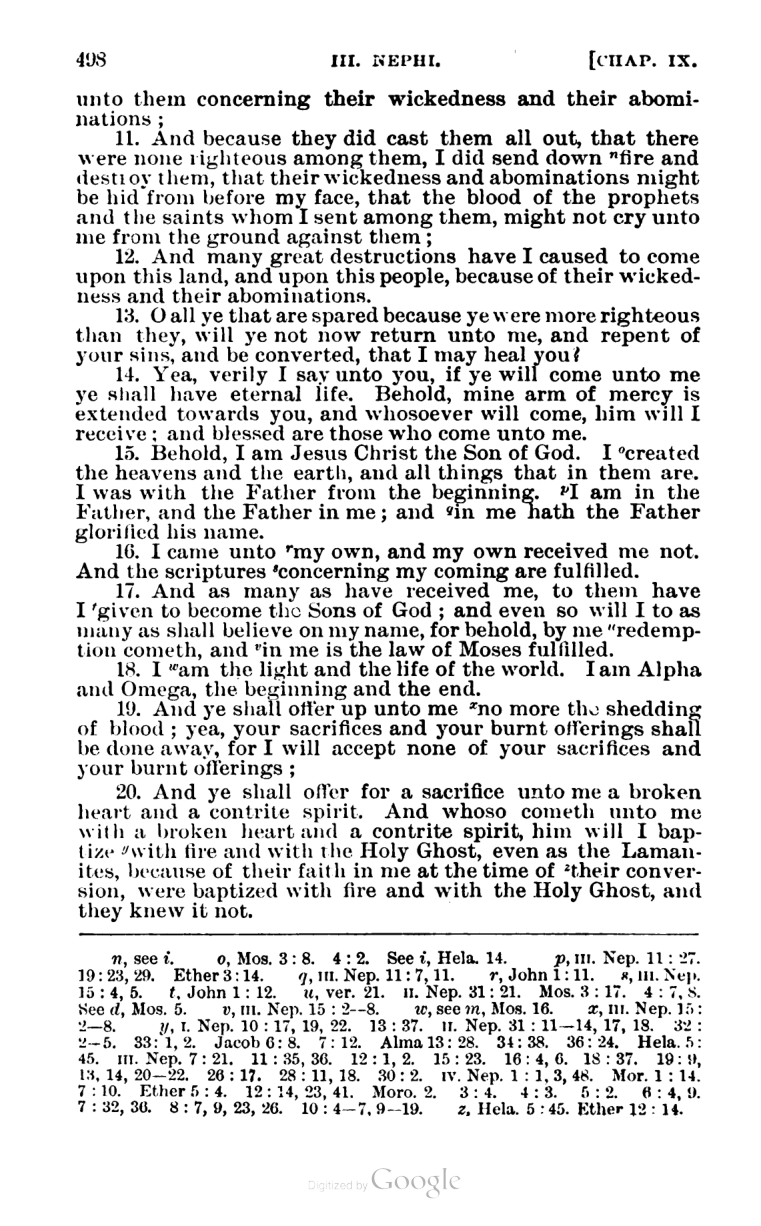 498 III. NEPHI. [CHAP. IX.
unto them concerning their wickedness and their abomi-
nations ;
11. And because they did cast them all out, that there
were none righteous among them, I did send down ⁿfire and
destroy them, that their wickedness and abominations might
be hid from before my face, that the blood of the prophets
and the saints whom I sent among them, might not cry unto
me from the ground against them ;
12. And many great destructions have I caused to come
upon this land, and upon this people, because of their wicked-
ness and their abominations.
13. O all ye that are spared because ye were more righteous
than they, will ye not now return unto me, and repent of
your sins, and be converted, that I may heal you?
14. Yea, verily I say unto you, if ye will come unto me
ye shall have eternal life. Behold, mine arm of mercy is
extended towards you, and whosoever will come, him will I
receive ; and blessed are those who come unto me.
15. Behold, I am Jesus Christ the Son of God. I ᵒcreated
the heavens and the earth, and all things that in them are.
I was with the Father from the beginning. ᵖI am in the
Father, and the Father in me ; and qin me hath the Father
glorified his name.
16. I came unto ʳmy own, and my own received me not.
And the scriptures ˢconcerning my coming are fulfilled.
17. And as many as have received me, to them have
I ᵗgiven to become the Sons of God ; and even so will I to as
many as shall believe on my name, for behold, by me ᵘredemp-
tion cometh, and ᵛin me is the law of Moses fulfilled.
18. I ʷam the light and the life of the world. I am Alpha
and Omega, the beginning and the end.
19. And ye shall offer up unto me ˣno more the shedding
of blood ; yea, your sacrifices and your burnt offerings shall
be done away, for I will accept none of your sacrifices and
your burnt offerings ;
20. And ye shall offer for a sacrifice unto me a broken
heart and a contrite spirit. And whoso cometh unto me
with a broken heart and a contrite spirit, him will I bap-
tize ʸwith fire and with the Holy Ghost, even as the Laman-
ites, because of their faith in me at the time of ᶻtheir conver-
sion, were baptized with fire and with the Holy Ghost, and
they knew it not.
n, see i. o, Mos. 3 : 8. 4 : 2. See i, Hela. 14. p, III. Nep. 11 : 27.
19 : 23, 29. Ether 3 : 14. q, III. Nep. 11 : 7, 11. r, John 1 : 11. s, III. Nep.
15 : 4, 5. t, John 1 : 12. u, ver. 21. II. Nep. 31 : 21. Mos. 3 : 17. 4 : 7, 8.
See d, Mos. 5. v, III. Nep. 15 : 2--8. w, see m, Mos. 16. x, III. Nep. 15 :
2—8. y, I. Nep. 10 : 17, 19, 22. 13 : 37. II. Nep. 31 : 11—14, 17, 18. 32 :
2—5. 33 : 1, 2. Jacob 6 : 8. 7 : 12. Alma 13 : 28. 34 : 38. 36 : 24. Hela. 5 :
45. III. Nep. 7 : 21. 11 : 35, 36. 12 : 1, 2. 15 : 23. 16 : 4, 6. 18 : 37. 19 : 9,
13, 14, 20—22. 26 : 17. 28 : 11, 18. 30 : 2. IV. Nep. 1 : 1, 3, 48. Mor. 1 : 14.
7 : 10. Ether 5 : 4. 12 : 14, 23, 41. Moro. 2. 3 : 4. 4 : 3. 5 : 2. 6 : 4, 9.
7 : 32, 36. 8 : 7, 9, 23, 26. 10 : 4—7, 9—19. z, Hela. 5 : 45. Ether 12 : 14.
Digitized by Google